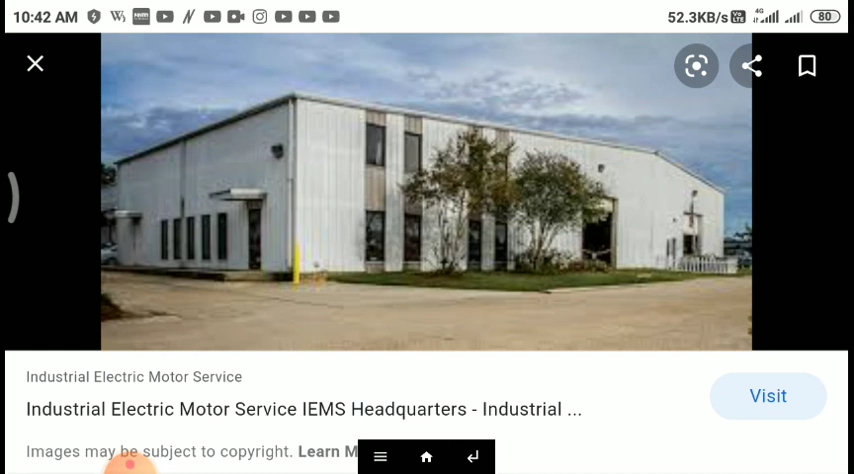 10:42 AM 52.3KB/s 4G 80
Industrial Electric Motor Service
Industrial Electric Motor Service IEMS Headquarters - Industrial ...
Visit
Images may be subject to copyright. Learn M